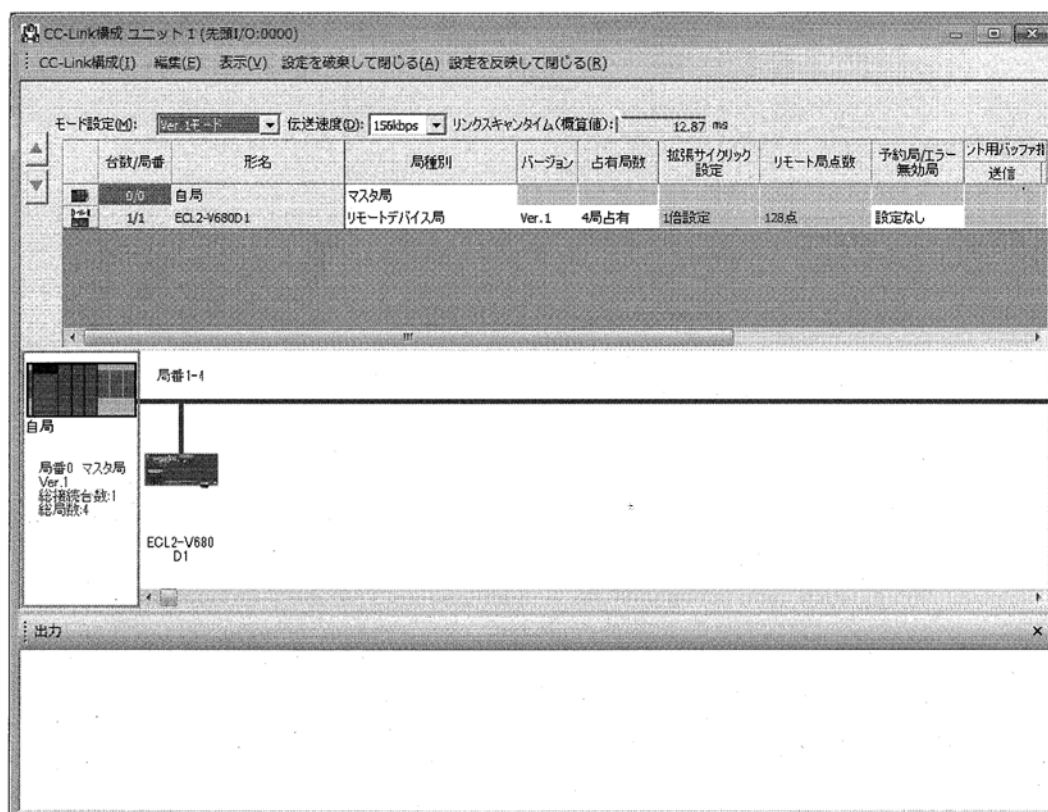 CC-Link構成 ユニット 1 (先頭I/O:0000)
CC-Link構成(I) 編集(E) 表示(V) 設定を破棄して閉じる(A) 設定を反映して閉じる(R)
モード設定(M): Ver.1モード 伝送速度(D): 156kbps リンクスキャンタイム(概算値): 12.87 ms
台数/局番 形名 局種別 バージョン 占有局数 拡張サイクリック設定 リモート局点数 予約局/エラー無効局 ント用バッファ指 送信
0/0 自局 マスタ局
1/1 ECL2-V680D1 リモートデバイス局 Ver.1 4局占有 1倍設定 128点 設定なし
局番1-4
自局
局番0 マスタ局
Ver.1
総接続台数:1
総局数:4
ECL2-V680
D1
出力